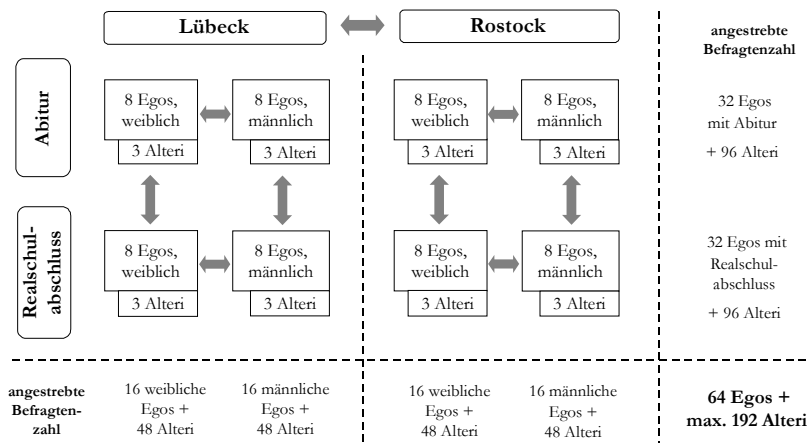 Lübeck
Rostock
angestrebte
Befragtenzahl
Abitur
8 Egos,
weiblich
3 Alteri
8 Egos,
männlich
3 Alteri
8 Egos,
weiblich
3 Alteri
8 Egos,
männlich
3 Alteri
32 Egos
mit Abitur
+ 96 Alteri
Realschul-
abschluss
8 Egos,
weiblich
3 Alteri
8 Egos,
männlich
3 Alteri
8 Egos,
weiblich
3 Alteri
8 Egos,
männlich
3 Alteri
32 Egos mit
Realschul-
abschluss
+ 96 Alteri
angestrebte
Befragten-
zahl
16 weibliche
Egos +
48 Alteri
16 männliche
Egos +
48 Alteri
16 weibliche
Egos +
48 Alteri
16 männliche
Egos +
48 Alteri
64 Egos +
max. 192 Alteri